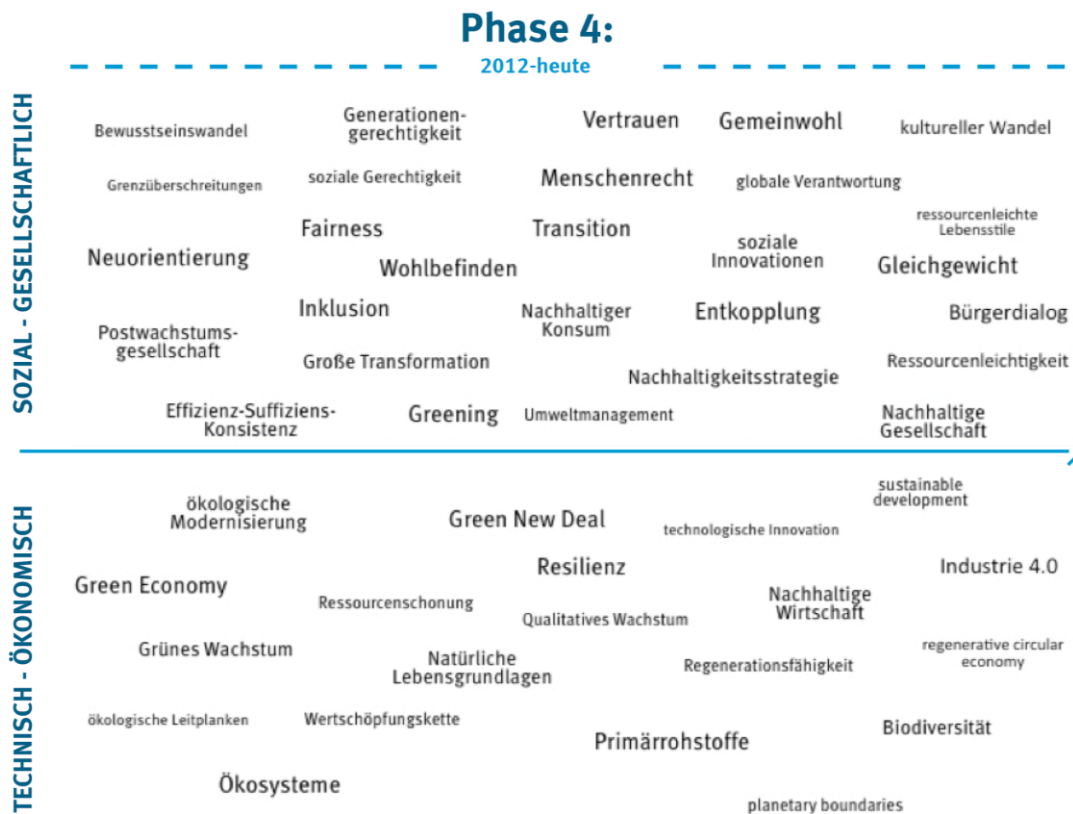 Phase 4:
2012-heute
SOZIAL - GESELLSCHAFTLICH
Bewusstseinswandel
Generationen-
gerechtigkeit
Vertrauen
Gemeinwohl
kultureller Wandel
Grenzüberschreitungen
soziale Gerechtigkeit
Menschenrecht
globale Verantwortung
ressourcenleichte
Lebensstile
Fairness
Transition
Neuorientierung
Wohlbefinden
soziale
Innovationen
Gleichgewicht
Inklusion
Nachhaltiger
Konsum
Entkopplung
Bürgerdialog
Postwachstums-
gesellschaft
Große Transformation
Nachhaltigkeitsstrategie
Ressourcenleichtigkeit
Effizienz-Suffiziens-
Konsistenz
Greening
Umweltmanagement
Nachhaltige
Gesellschaft
TECHNISCH - ÖKONOMISCH
ökologische
Modernisierung
Green New Deal
technologische Innovation
sustainable
development
Green Economy
Resilienz
Industrie 4.0
Ressourcenschonung
Qualitatives Wachstum
Nachhaltige
Wirtschaft
Grünes Wachstum
Natürliche
Lebensgrundlagen
Regenerationsfähigkeit
regenerative circular
economy
ökologische Leitplanken
Wertschöpfungskette
Primärrohstoffe
Biodiversität
Ökosysteme
planetary boundaries